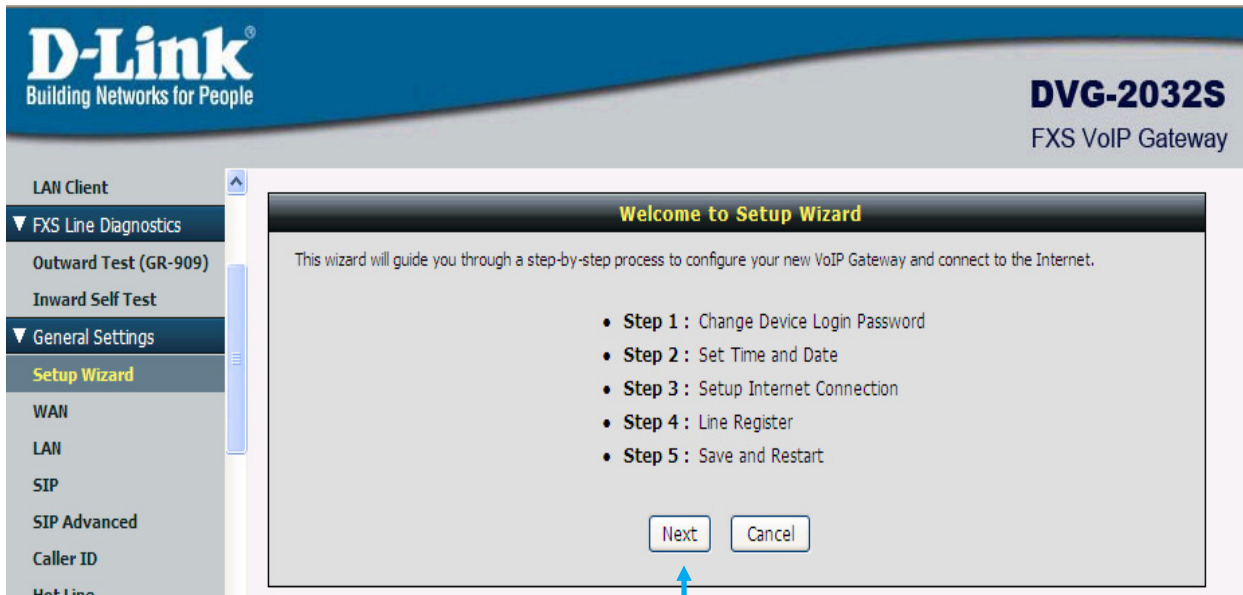 D-Link®
Building Networks for People
DVG-2032S
FXS VoIP Gateway
LAN Client
FXS Line Diagnostics
Outward Test (GR-909)
Inward Self Test
General Settings
Setup Wizard
WAN
LAN
SIP
SIP Advanced
Caller ID
Hot Line
Welcome to Setup Wizard
This wizard will guide you through a step-by-step process to configure your new VoIP Gateway and connect to the Internet.
• Step 1 : Change Device Login Password
• Step 2 : Set Time and Date
• Step 3 : Setup Internet Connection
• Step 4 : Line Register
• Step 5 : Save and Restart
Next Cancel